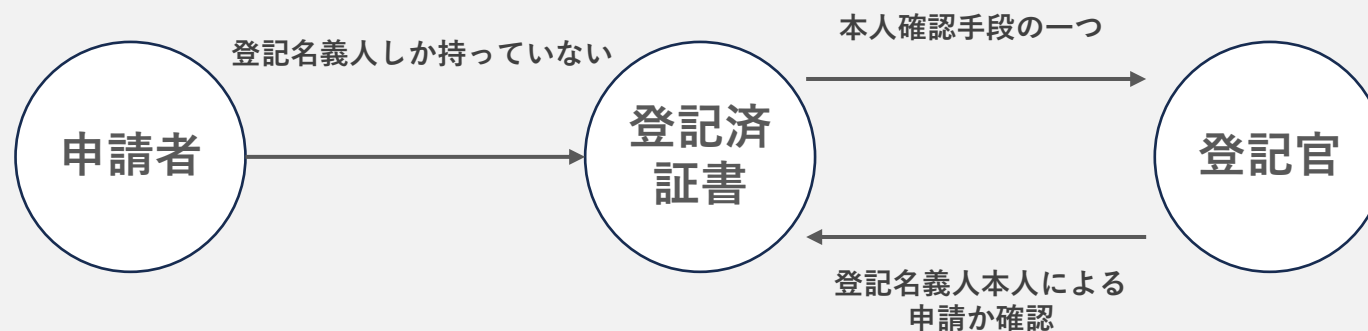 登記名義人しか持っていない
本人確認手段の一つ
申請者
登記済
証書
登記官
登記名義人本人による
申請か確認